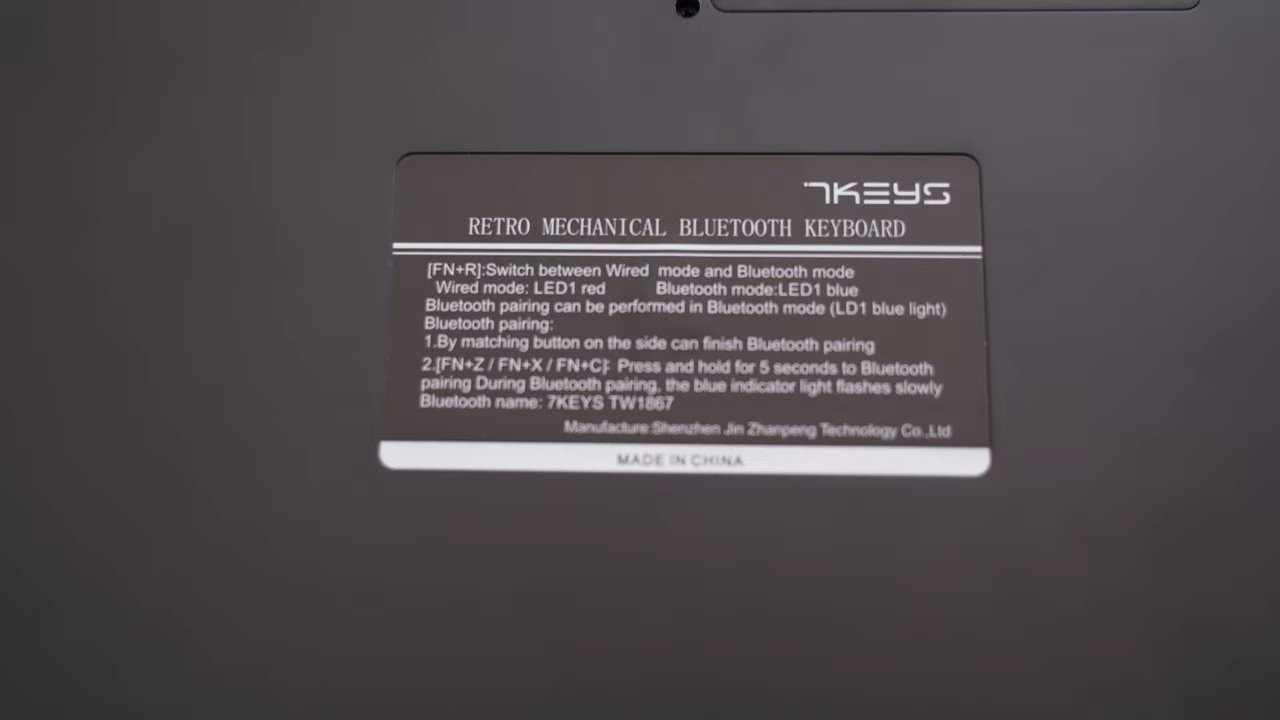 7KEYS
RETRO MECHANICAL BLUETOOTH KEYBOARD
[FN+R]:Switch between Wired mode and Bluetooth mode
Wired mode: LED1 red Bluetooth mode:LED1 blue
Bluetooth pairing can be performed in Bluetooth mode (LD1 blue light)
Bluetooth pairing:
1.By matching button on the side can finish Bluetooth pairing
2.[FN+Z / FN+X / FN+C]: Press and hold for 5 seconds to Bluetooth
pairing During Bluetooth pairing, the blue indicator light flashes slowly
Bluetooth name: 7KEYS TW1867
Manufacture:Shenzhen Jin Zhanpeng Technology Co.,Ltd
MADE IN CHINA